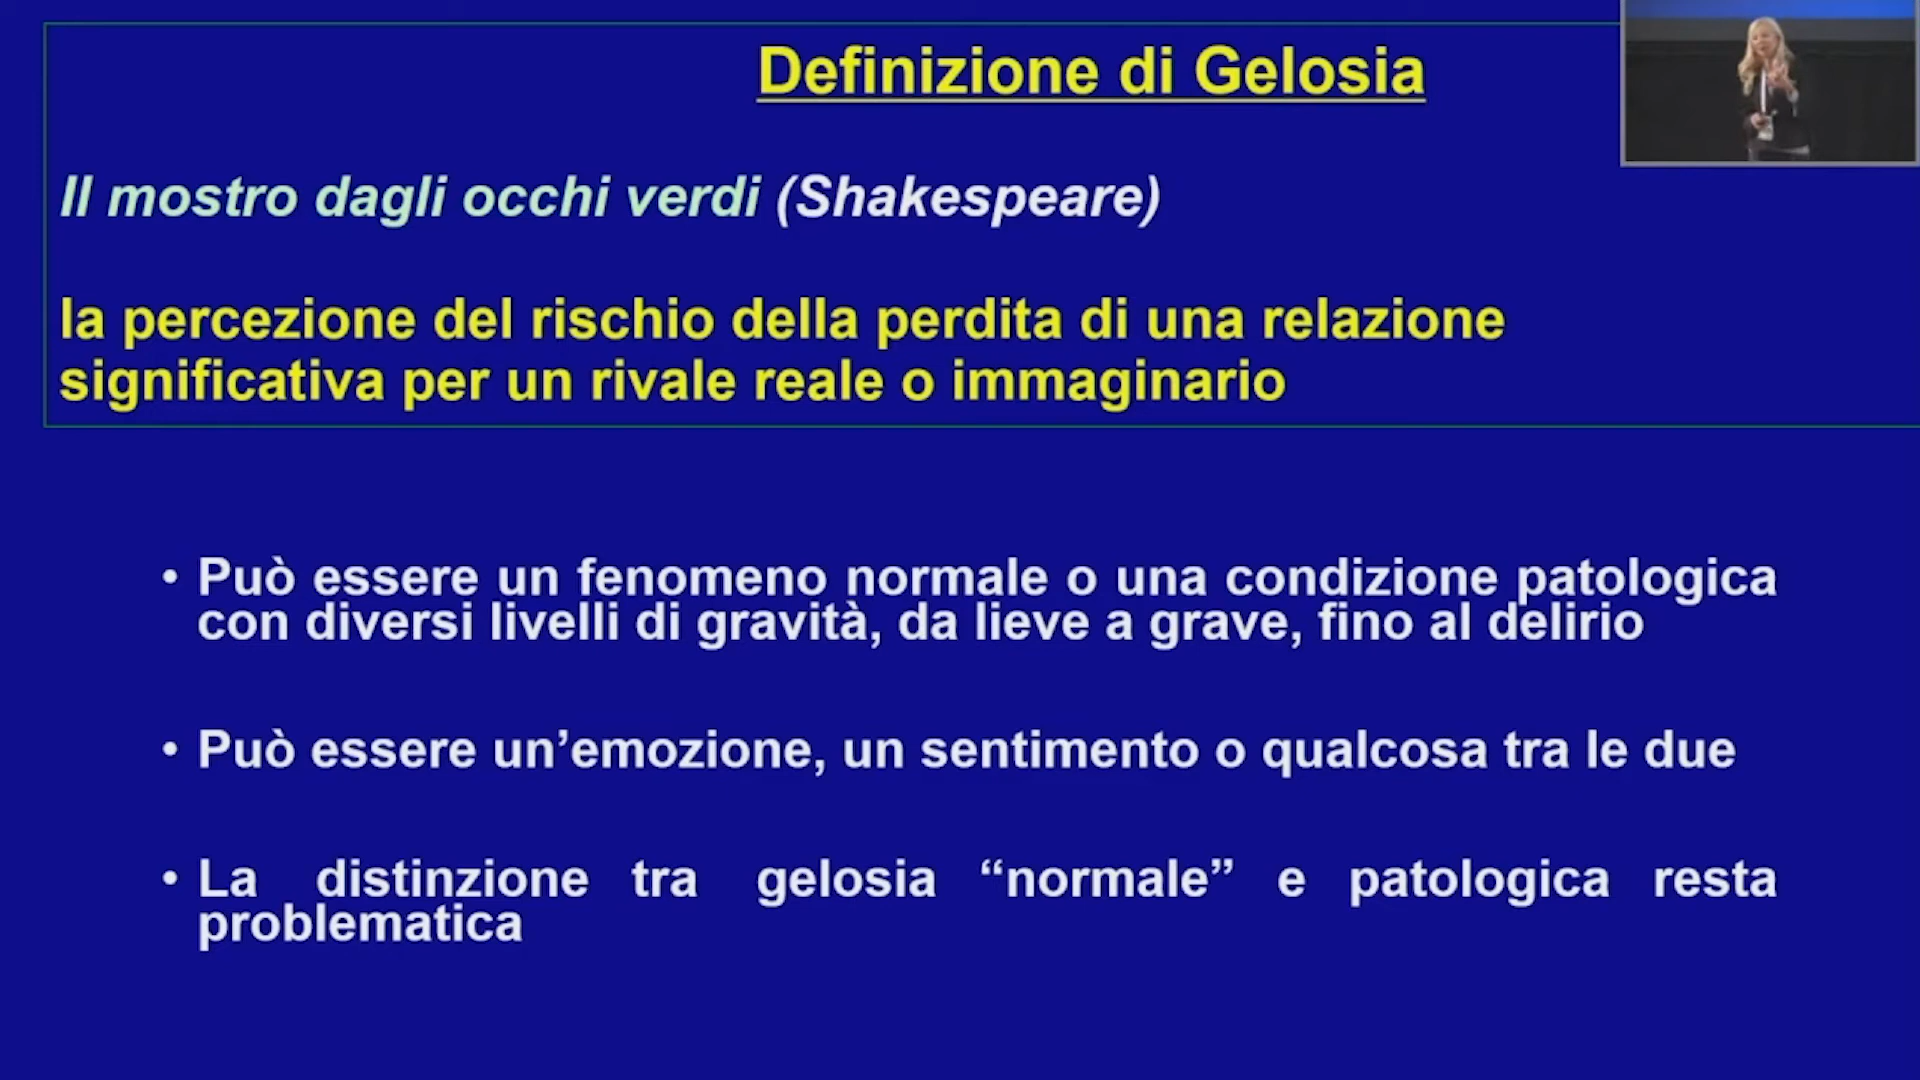 Definizione di Gelosia
Il mostro dagli occhi verdi (Shakespeare)
la percezione del rischio della perdita di una relazione
significativa per un rivale reale o immaginario
• Può essere un fenomeno normale o una condizione patologica
con diversi livelli di gravità, da lieve a grave, fino al delirio
• Può essere un’emozione, un sentimento o qualcosa tra le due
• La distinzione tra gelosia “normale” e patologica resta
problematica